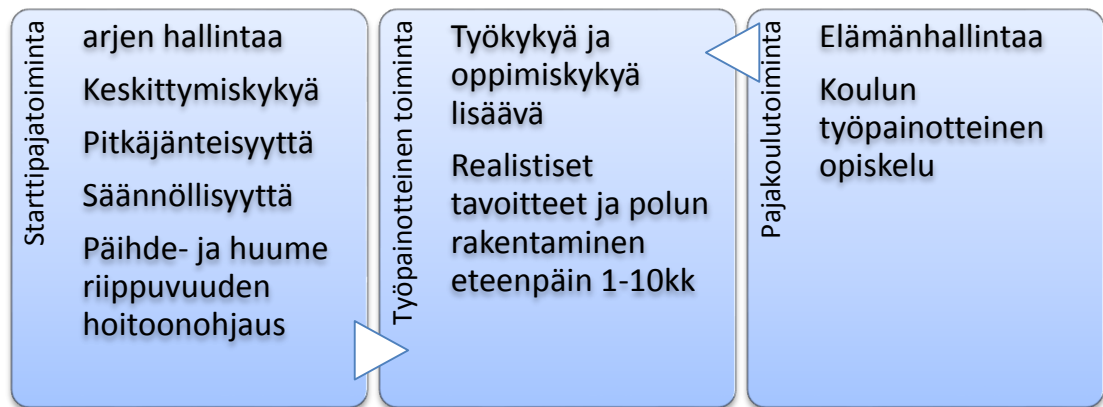 Starttipajatoiminta
arjen hallintaa
Keskittymiskykyä
Pitkäjänteisyyttä
Säännöllisyyttä
Päihde- ja huume
riippuvuuden
hoitoonohjaus
Työpainotteinen toiminta
Työkykyä ja
oppimiskykyä
lisäävä
Realistiset
tavoitteet ja polun
rakentaminen
eteenpäin 1-10kk
Pajakoulutoiminta
Elämänhallintaa
Koulun
työpainotteinen
opiskelu